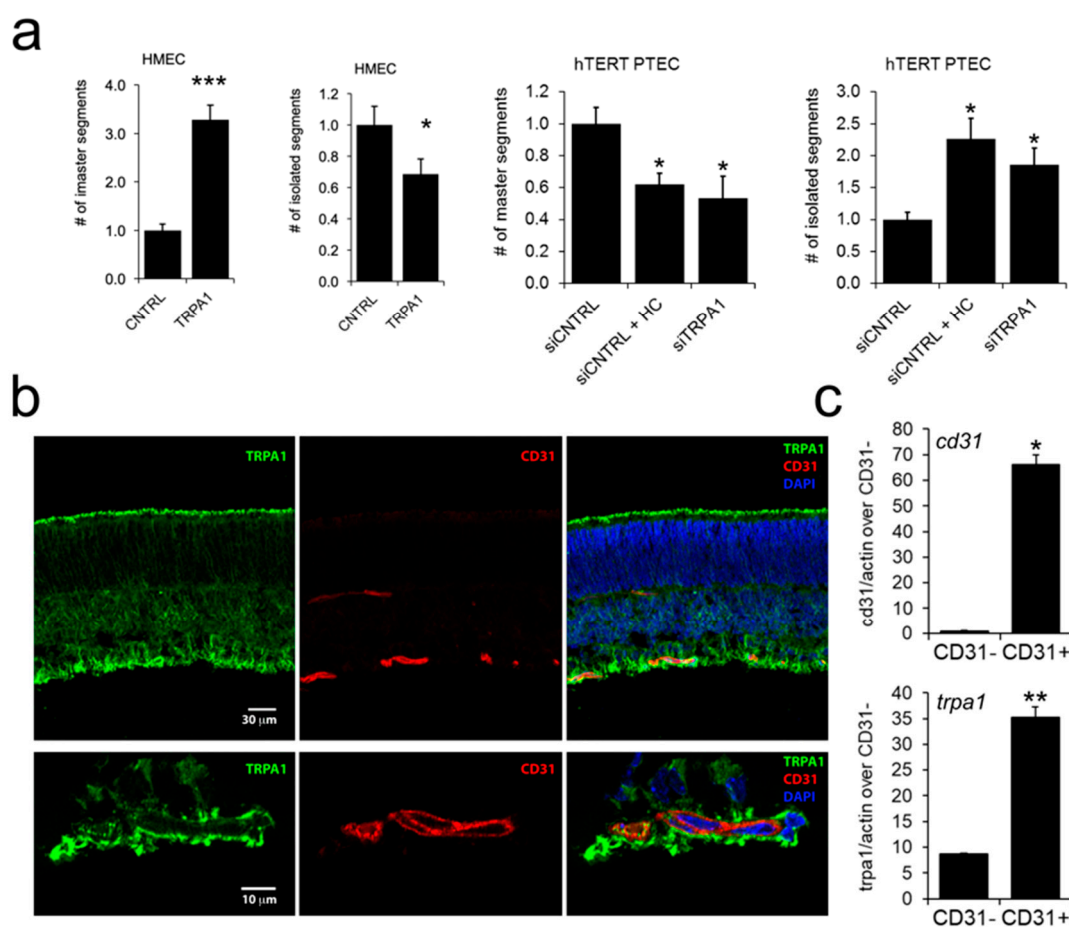 a
HMEC
# of imaster segments
4.0
3.0
2.0
1.0
0.0
***
CNTRL
TRPA1
HMEC
# of isolated segments
1.2
1.0
0.8
0.6
0.4
0.2
0.0
*
CNTRL
TRPA1
hTERT PTEC
# of master segments
1.2
1.0
0.8
0.6
0.4
0.2
0.0
*
*
siCNTRL
siCNTRL + HC
siTRPA1
hTERT PTEC
# of isolated segments
3.0
2.5
2.0
1.5
1.0
0.5
0.0
*
*
siCNTRL
siCNTRL + HC
siTRPA1
b
TRPA1
30 μm
CD31
TRPA1
CD31
DAPI
TRPA1
10 μm
CD31
TRPA1
CD31
DAPI
c
cd31
cd31/actin over CD31-
80
70
60
50
40
30
20
10
0
*
CD31- CD31+
trpa1
trpa1/actin over CD31-
40
35
30
25
20
15
10
5
0
**
CD31- CD31+